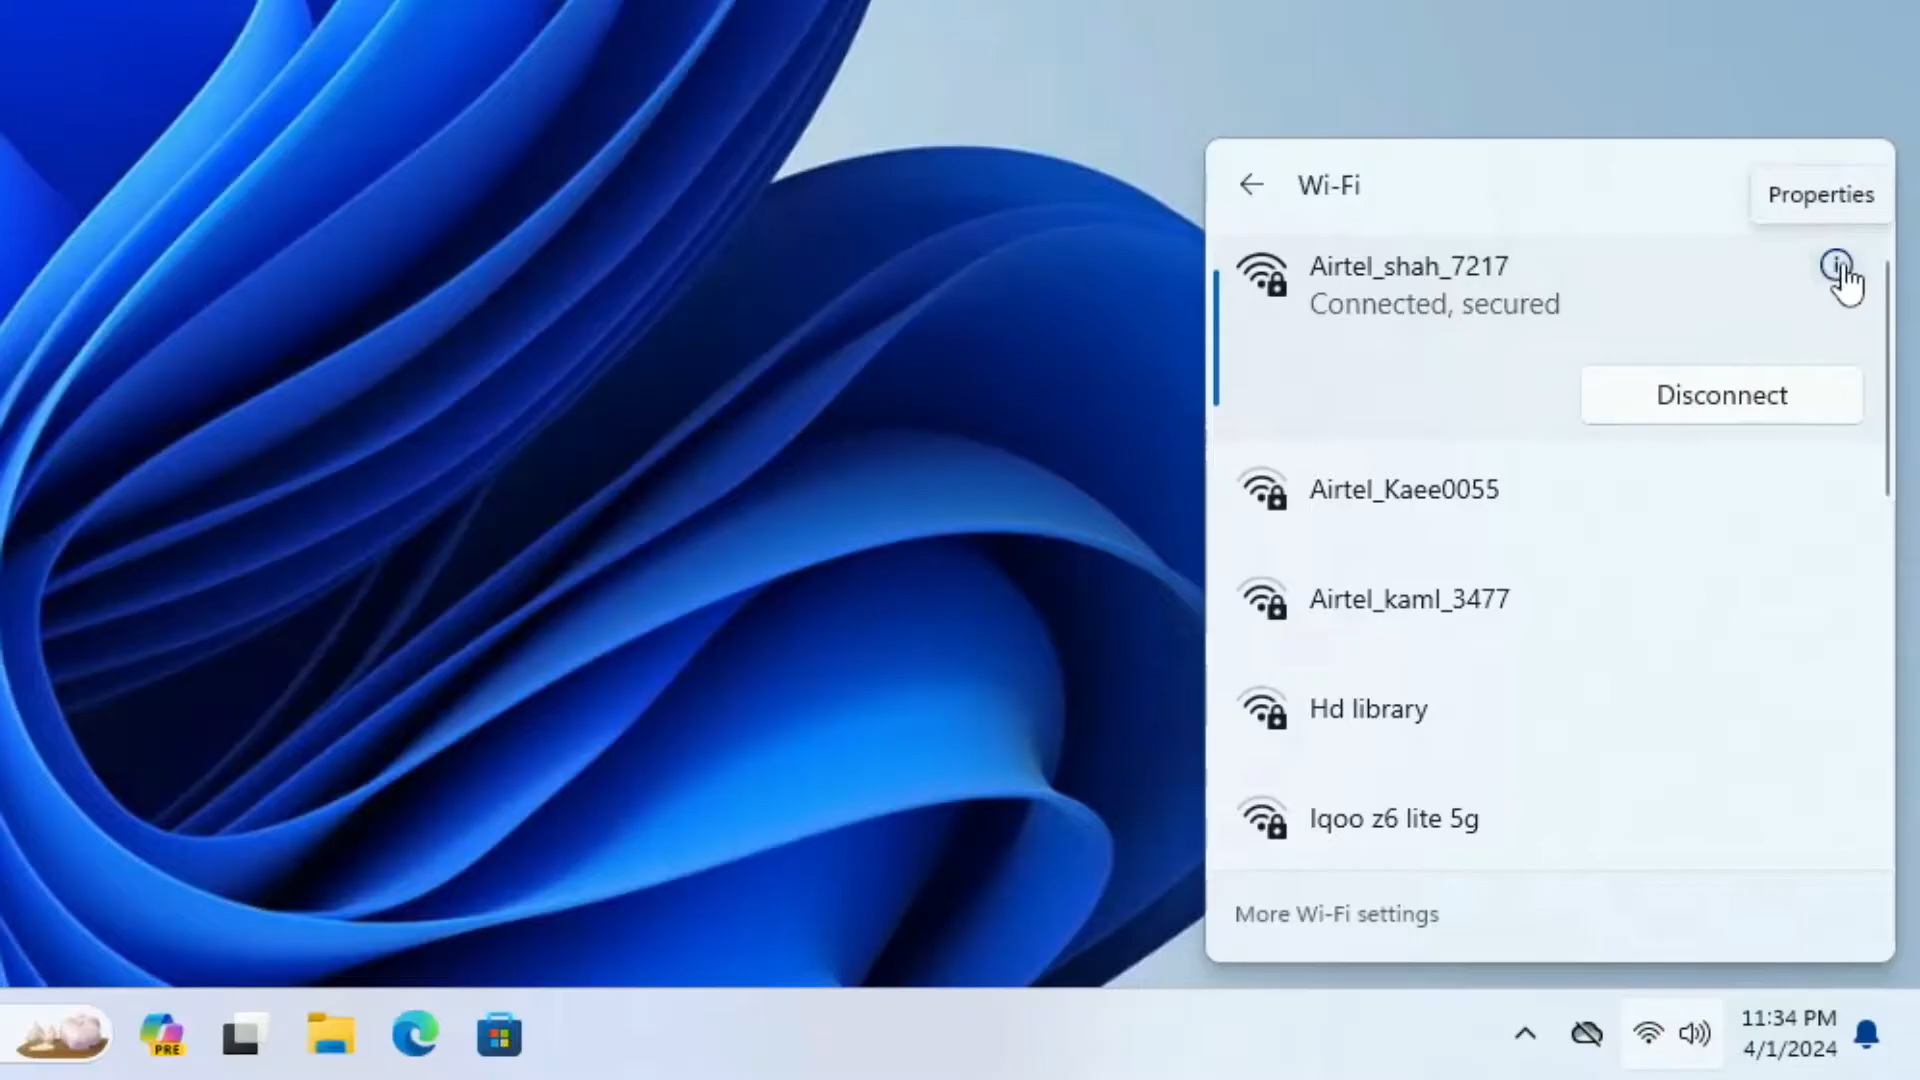 Wi-Fi
Properties
Airtel_shah_7217
Connected, secured
Disconnect
Airtel_Kaee0055
Airtel_kaml_3477
Hd library
Iqoo z6 lite 5g
More Wi-Fi settings
PRE
11:34 PM
4/1/2024